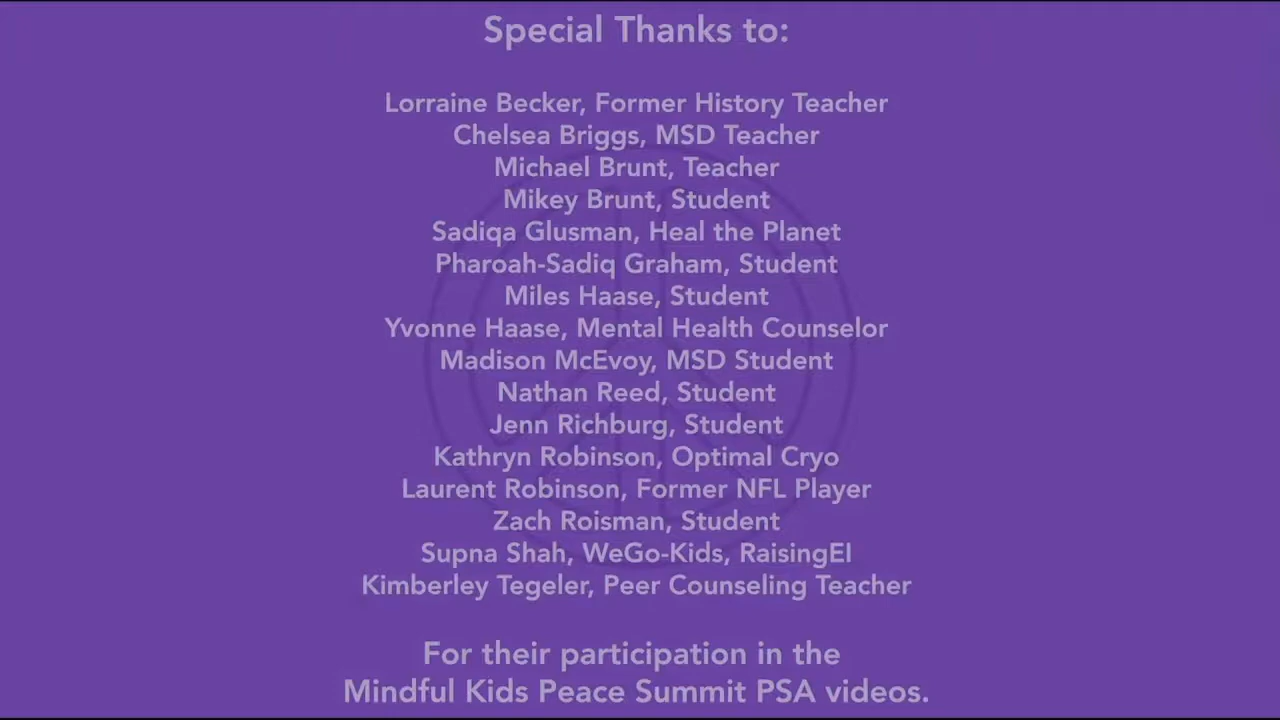 Special Thanks to:
Lorraine Becker, Former History Teacher
Chelsea Briggs, MSD Teacher
Michael Brunt, Teacher
Mikey Brunt, Student
Sadiqa Glusman, Heal the Planet
Pharoah-Sadiq Graham, Student
Miles Haase, Student
Yvonne Haase, Mental Health Counselor
Madison McEvoy, MSD Student
Nathan Reed, Student
Jenn Richburg, Student
Kathryn Robinson, Optimal Cryo
Laurent Robinson, Former NFL Player
Zach Roisman, Student
Supna Shah, WeGo-Kids, RaisingEI
Kimberley Tegeler, Peer Counseling Teacher
For their participation in the
Mindful Kids Peace Summit PSA videos.